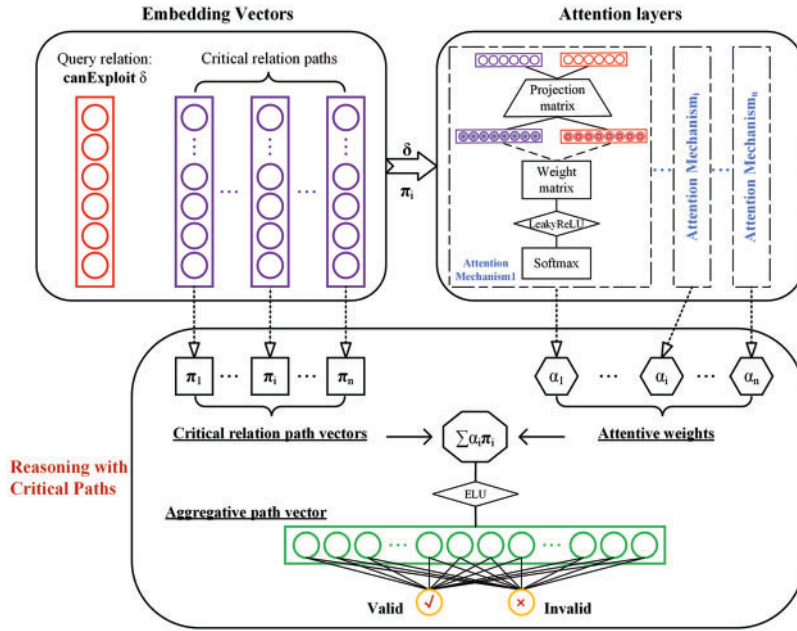 Embedding Vectors
Attention layers
Query relation:
canExploit δ
Critical relation paths
...
...
δ
π_i
Projection
matrix
Weight
matrix
LeakyReLU
Softmax
Attention
Mechanism1
...
Attention Mechanism_i
...
Attention Mechanism_n
π_1 ... π_i ... π_n
α_1 ... α_i ... α_n
Critical relation path vectors
∑α_iπ_i
Attentive weights
Reasoning with
Critical Paths
ELU
Aggregative path vector
... ...
Valid √ × Invalid